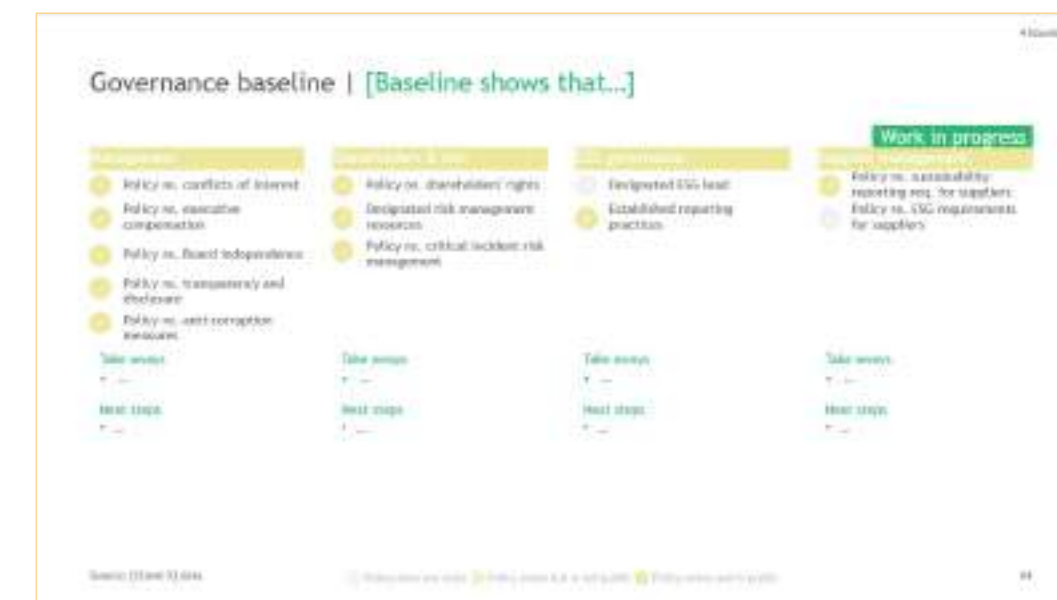 Governance baseline | [Baseline shows that...]
Work in progress
Management
Policy re. conflicts of interest
Policy re. executive
compensation
Policy re. Board independence
Policy re. transparency and
disclosure
Policy re. anti-corruption
measures
Take aways
• ...
Next steps
• ...
Policy re. shareholders' rights
Designated risk management
resources
Policy re. critical incident risk
management
Take aways
• ...
Next steps
• ...
ESG governance
Designated ESG lead
Established reporting
practices
Take aways
• ...
Next steps
• ...
management
Policy re. sustainability
reporting req. for suppliers
Policy re. ESG requirements
for suppliers
Take aways
• ...
Next steps
• ...